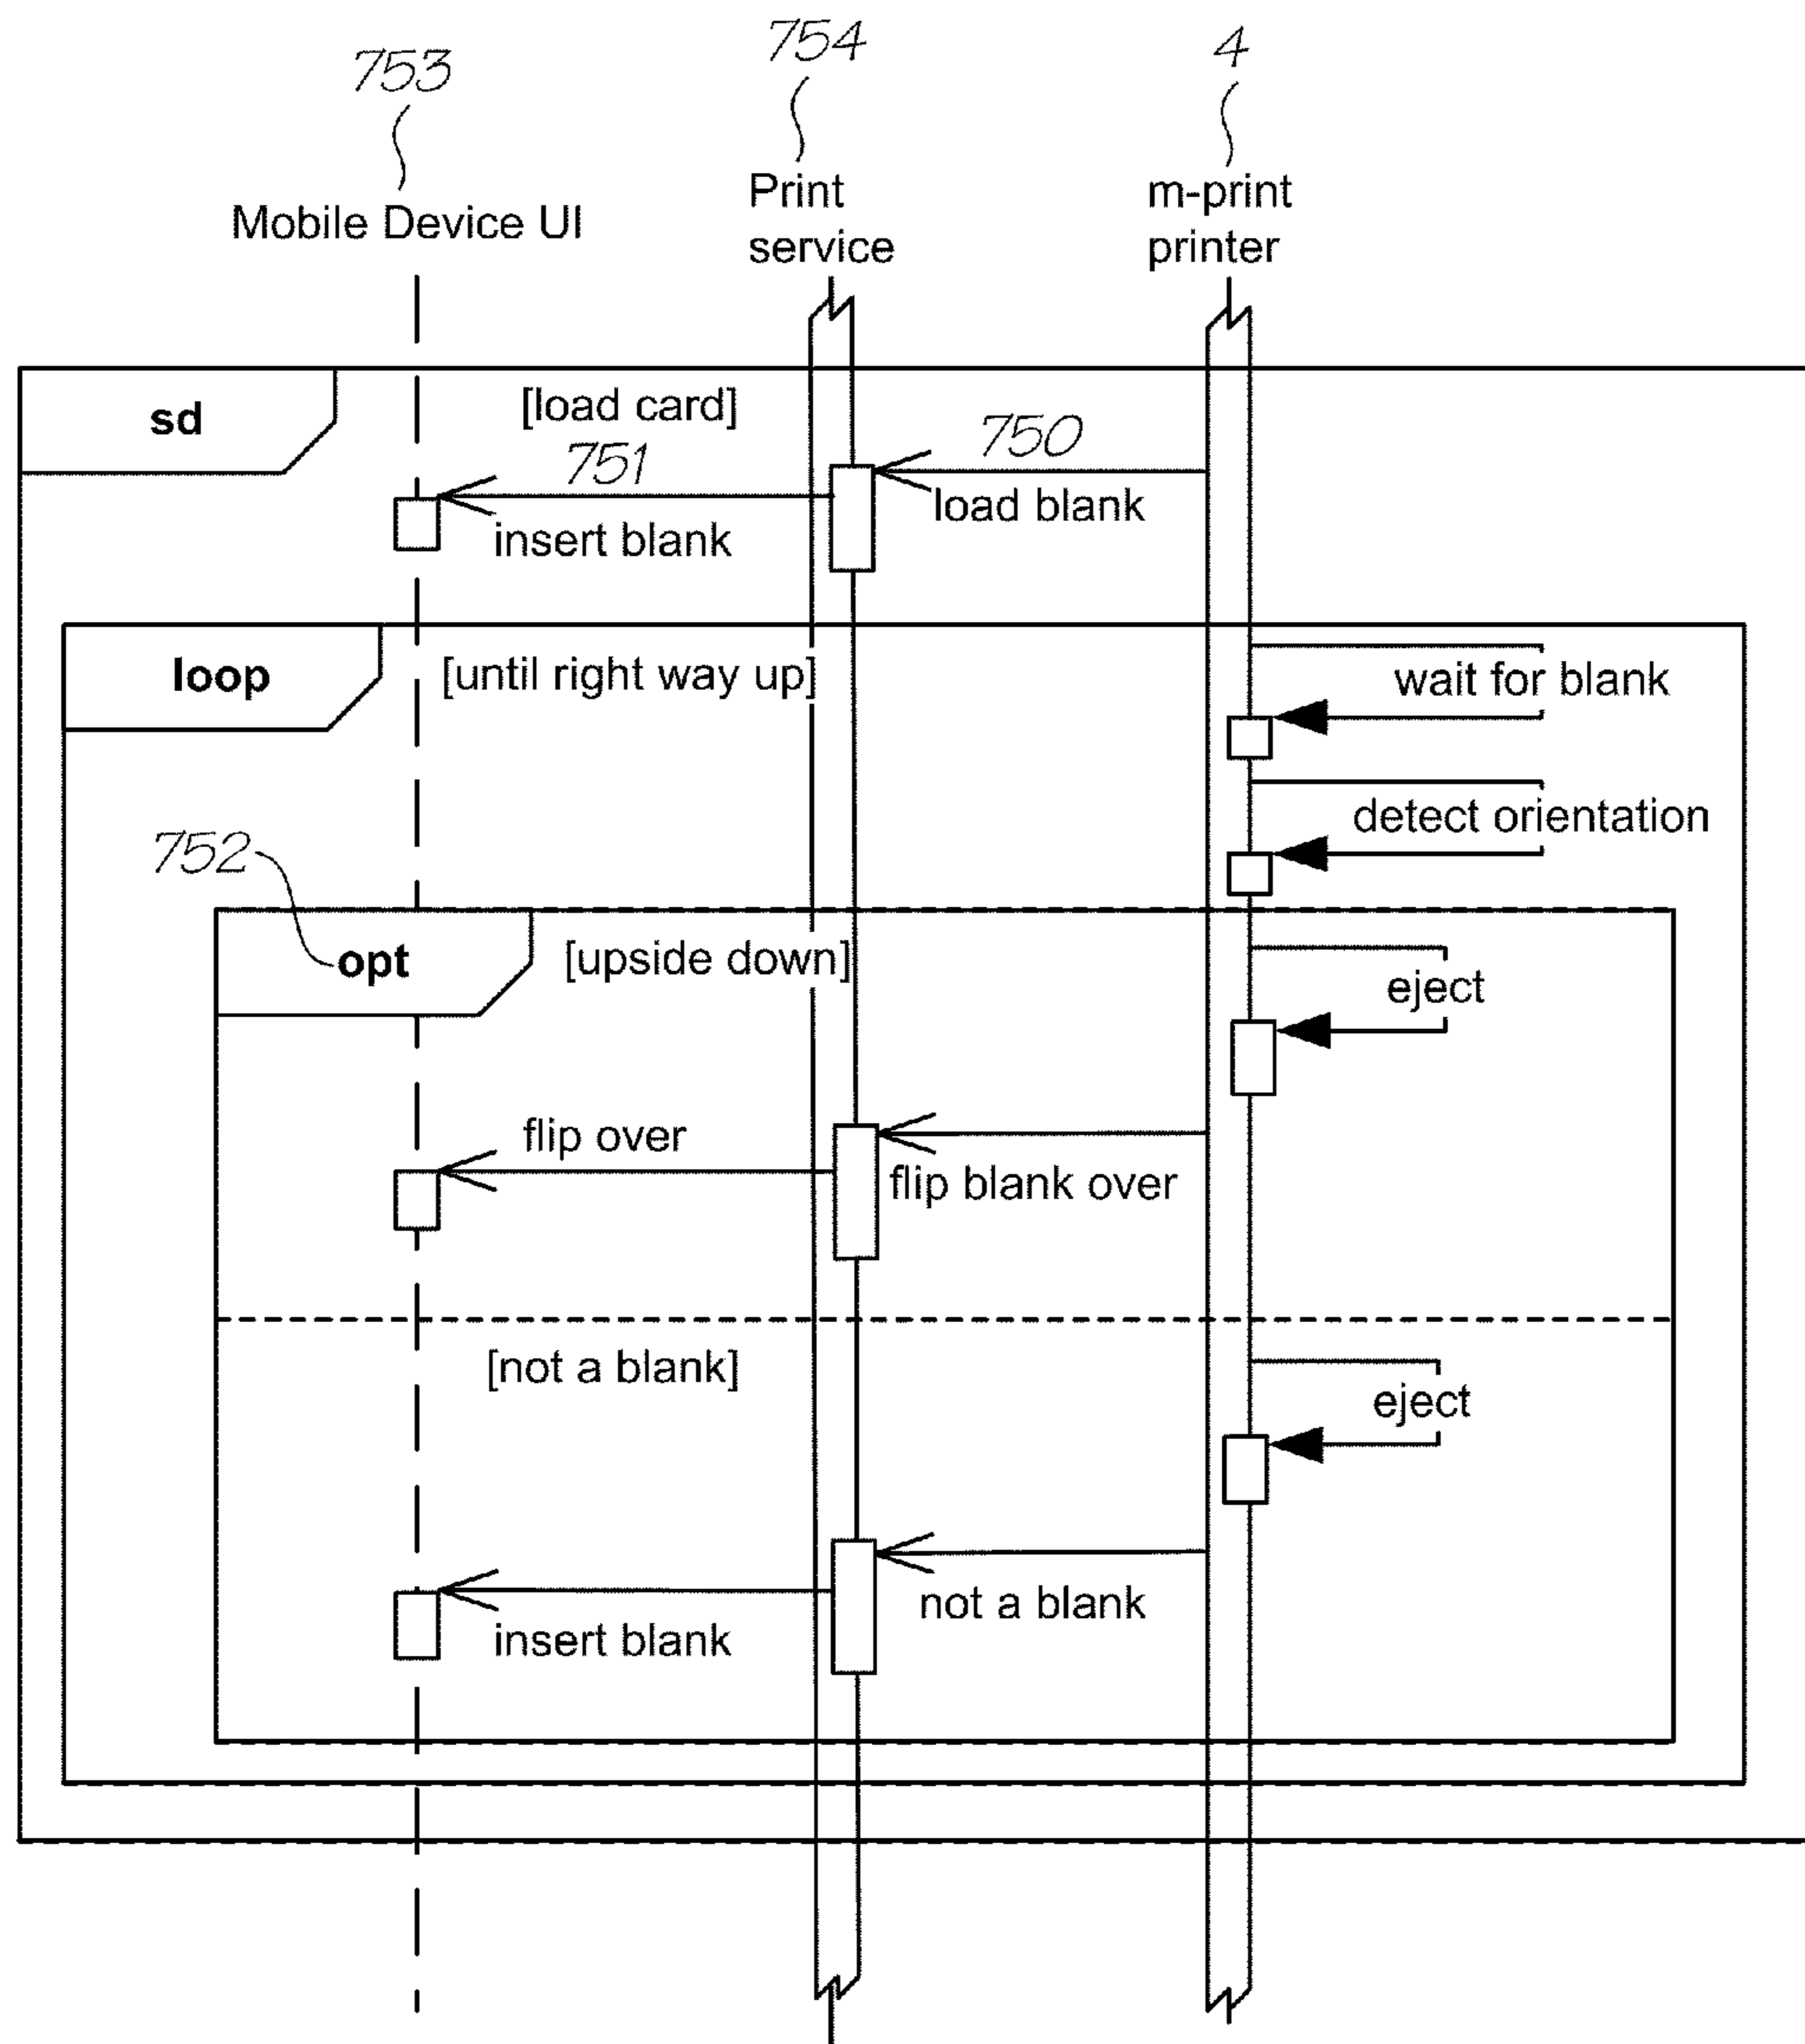 753
754
4
Mobile Device UI
Print
service
m-print
printer
sd
[load card]
750
751
load blank
insert blank
loop
[until right way up]
wait for blank
detect orientation
752
opt
[upside down]
eject
flip over
flip blank over
[not a blank]
eject
not a blank
insert blank